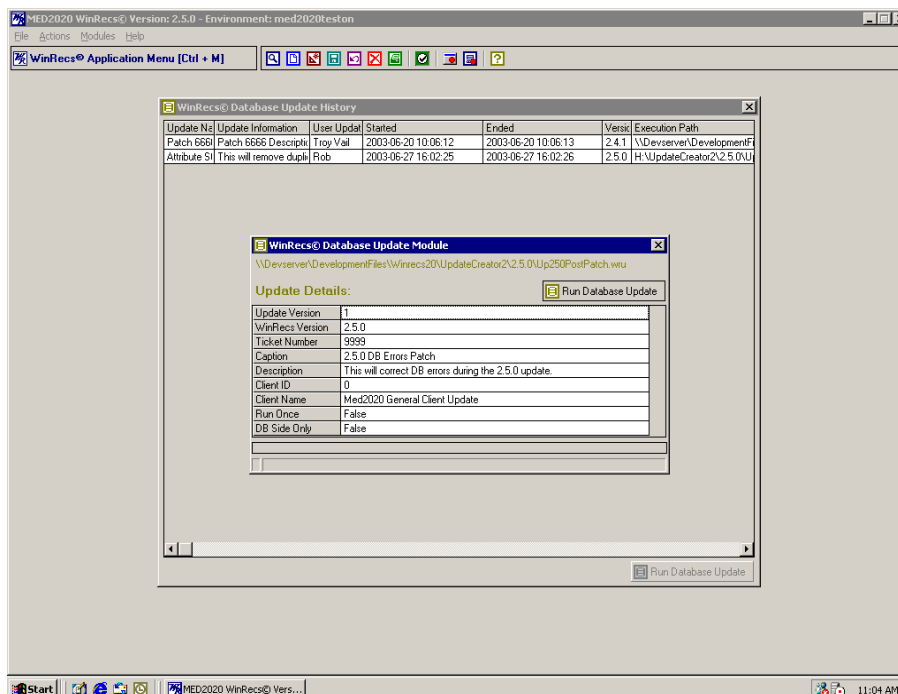 MED2020 WinRecs© Version: 2.5.0 - Environment: med2020teston
File Actions Modules Help
WinRecs® Application Menu [Ctrl + M]
WinRecs© Database Update History
Update Na Update Information User Updat Started Ended Versic Execution Path
Patch 666 Patch 6666 Descriptic Troy Vail 2003-06-20 10:06:12 2003-06-20 10:06:13 2.4.1 \\Devserver\DevelopmentFi
Attribute Sl This will remove dupli Rob 2003-06-27 16:02:25 2003-06-27 16:02:26 2.5.0 H:\UpdateCreator2\2.5.0\Up
WinRecs© Database Update Module
\\Devserver\DevelopmentFiles\Winrecs20\UpdateCreator2\2.5.0\Up250PostPatch.wru
Update Details: Run Database Update
Update Version 1
WinRecs Version 2.5.0
Ticket Number 9999
Caption 2.5.0 DB Errors Patch
Description This will correct DB errors during the 2.5.0 update.
Client ID 0
Client Name Med2020 General Client Update
Run Once False
DB Side Only False
Run Database Update
Start MED2020 WinRecs© Vers... 11:04 AM